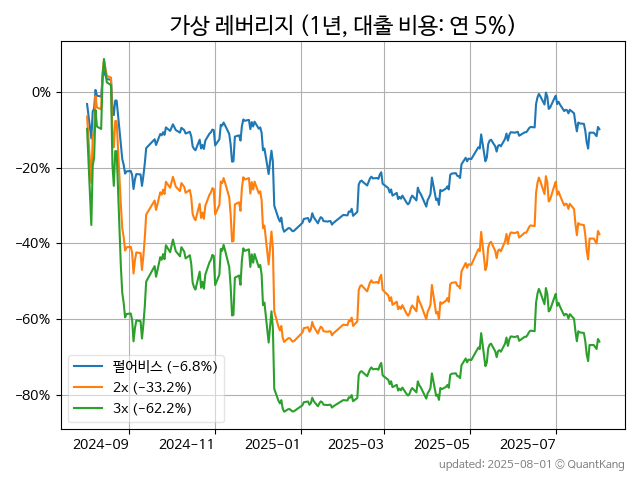 가상 레버리지 (1년, 대출 비용: 연 5%)
0%
−20%
−40%
−60%
−80%
펄어비스 (−6.8%)
2x (−33.2%)
3x (−62.2%)
2024-09
2024-11
2025-01
2025-03
2025-05
2025-07
updated: 2025-08-01 © QuantKang